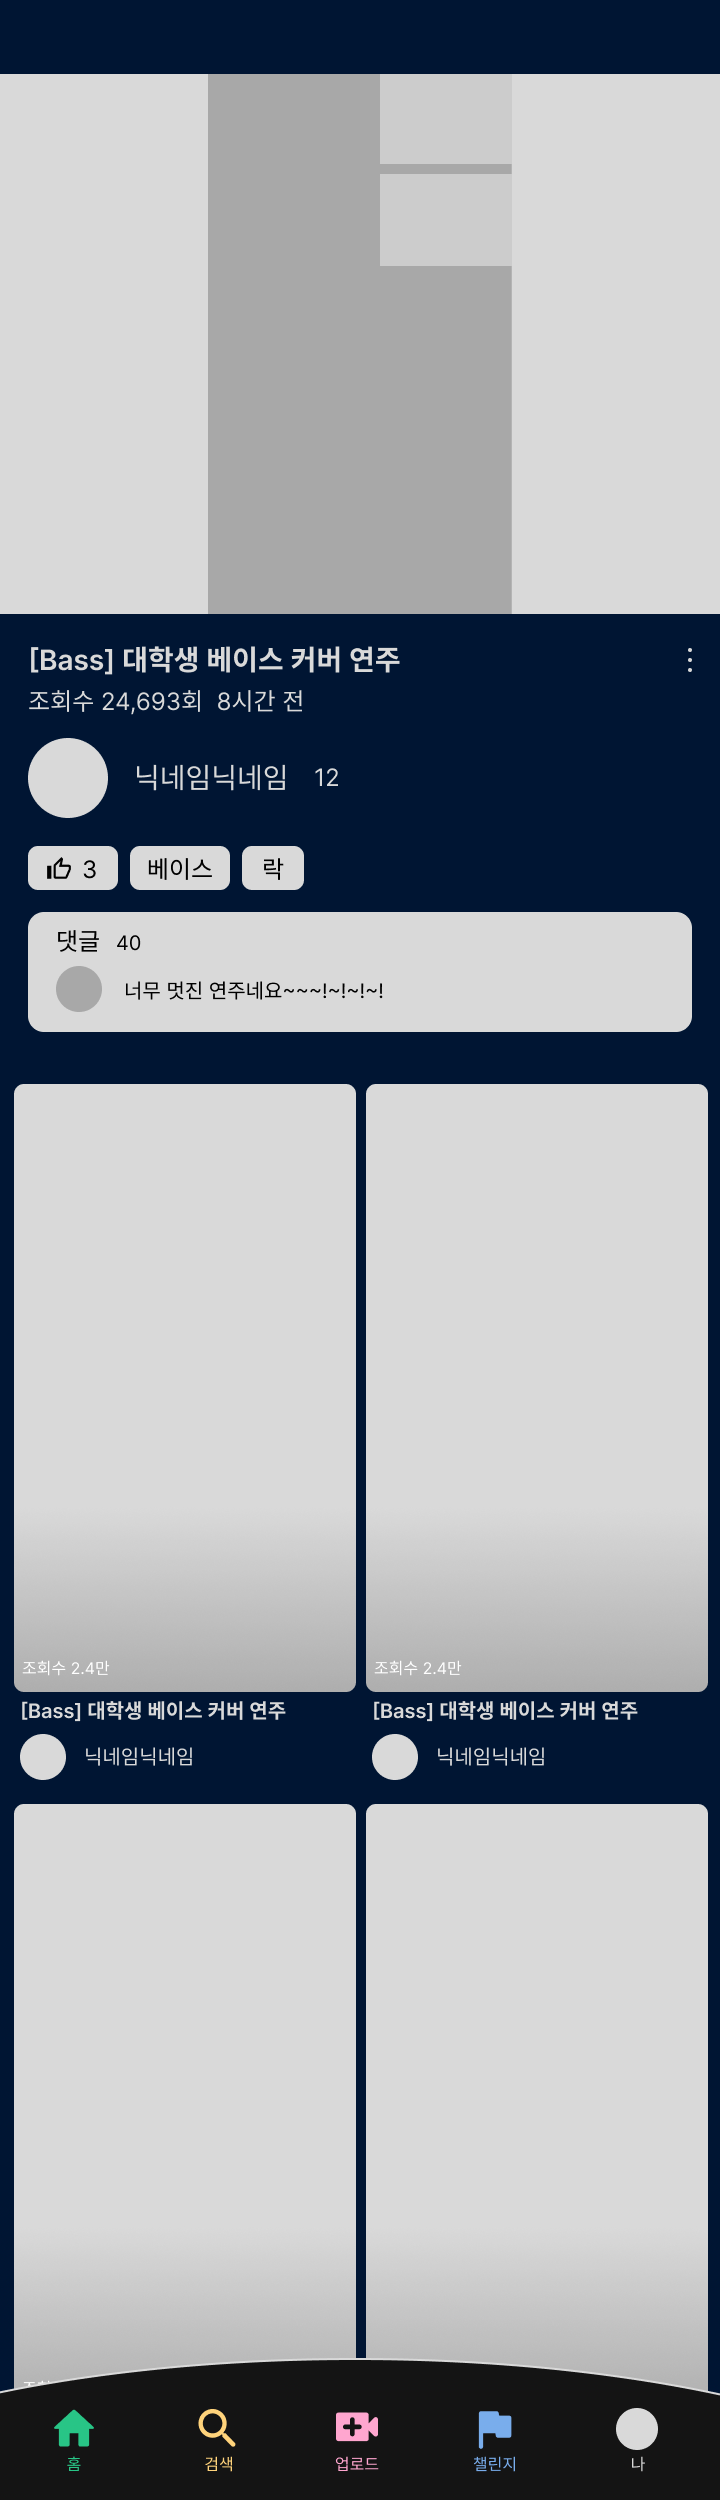 [Bass] 대학생 베이스 커버 연주
조회수 24,693회 8시간 전
닉네임닉네임 12
3 베이스 락
댓글 40
너무 멋진 연주네요~~~!~!~!~!
조회수 2.4만 조회수 2.4만
[Bass] 대학생 베이스 커버 연주 [Bass] 대학생 베이스 커버 연주
닉네임닉네임 닉네임닉네임
홈 검색 업로드 챌린지 나